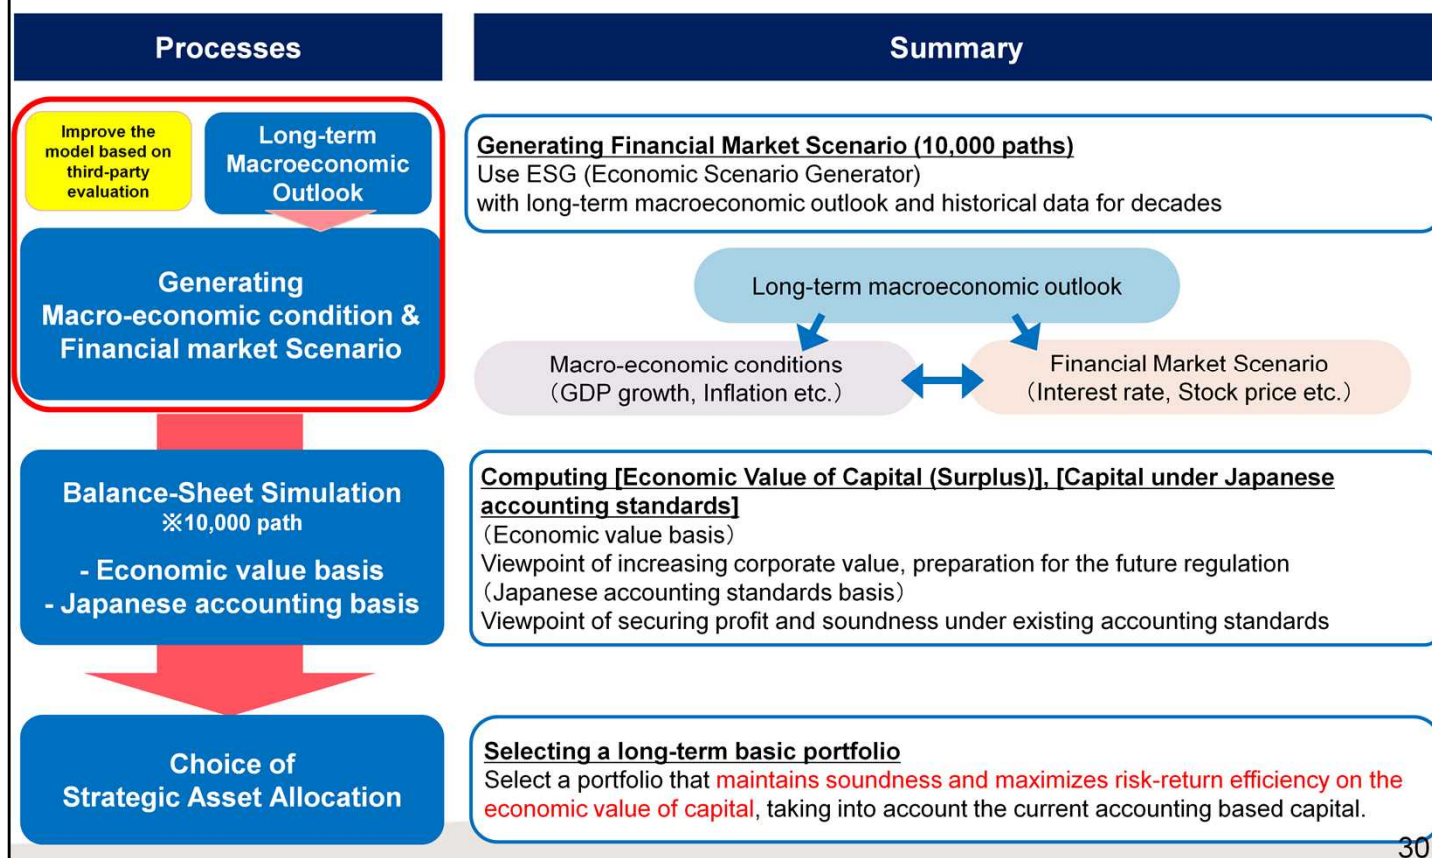 Processes
Summary
Improve the
model based on
third-party
evaluation
Long-term
Macroeconomic
Outlook
Generating
Macro-economic condition &
Financial market Scenario
Generating Financial Market Scenario (10,000 paths)
Use ESG (Economic Scenario Generator)
with long-term macroeconomic outlook and historical data for decades
Long-term macroeconomic outlook
Macro-economic conditions
（GDP growth, Inflation etc.）
Financial Market Scenario
（Interest rate, Stock price etc.）
Balance-Sheet Simulation
※10,000 path
- Economic value basis
- Japanese accounting basis
Computing [Economic Value of Capital (Surplus)], [Capital under Japanese
accounting standards]
（Economic value basis）
Viewpoint of increasing corporate value, preparation for the future regulation
（Japanese accounting standards basis）
Viewpoint of securing profit and soundness under existing accounting standards
Choice of
Strategic Asset Allocation
Selecting a long-term basic portfolio
Select a portfolio that maintains soundness and maximizes risk-return efficiency on the
economic value of capital, taking into account the current accounting based capital.
30